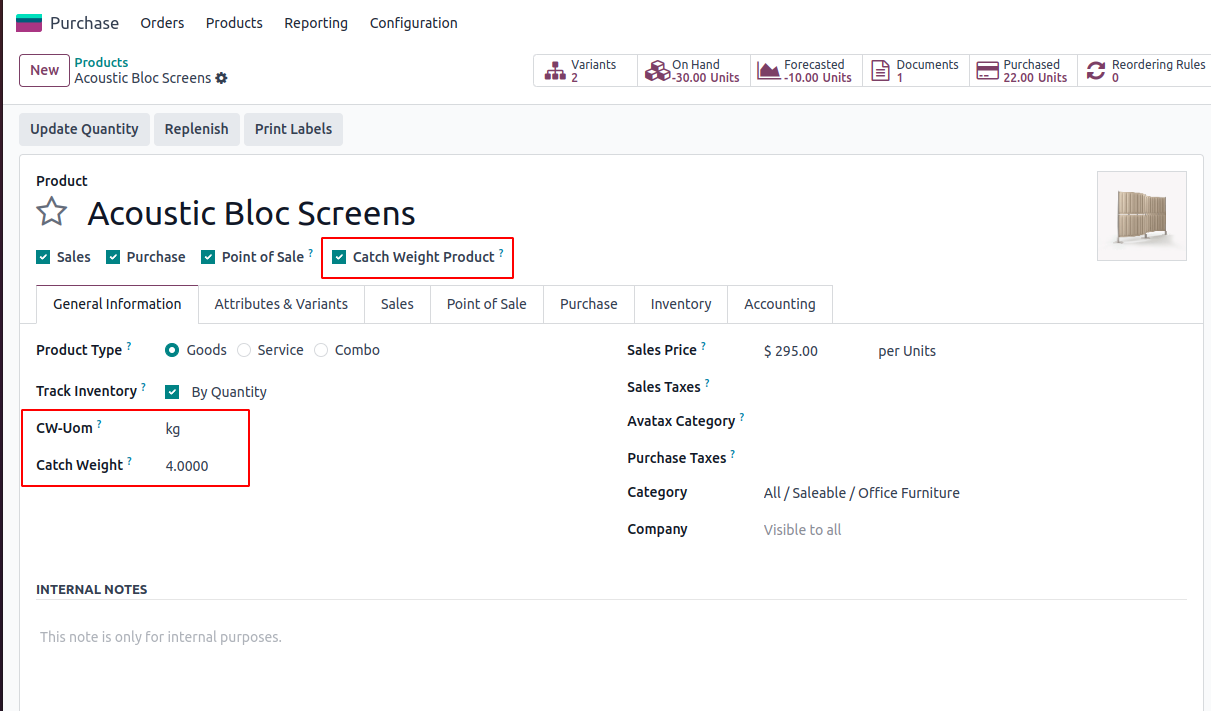 Purchase Orders Products Reporting Configuration
New Products
Acoustic Bloc Screens
Variants 2
On Hand -30.00 Units
Forecasted -10.00 Units
Documents 1
Purchased 22.00 Units
Reordering Rules 0
Update Quantity Replenish Print Labels
Product
Acoustic Bloc Screens
Sales Purchase Point of Sale ? Catch Weight Product ?
General Information Attributes & Variants Sales Point of Sale Purchase Inventory Accounting
Product Type ? Goods Service Combo
Track Inventory ? By Quantity
CW-Uom ? kg
Catch Weight ? 4.0000
Sales Price ? $ 295.00 per Units
Sales Taxes ?
Avatax Category ?
Purchase Taxes ?
Category All / Saleable / Office Furniture
Company Visible to all
INTERNAL NOTES
This note is only for internal purposes.